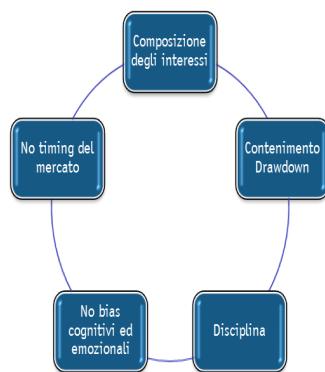 Composizione
degli interessi
Contenimento
Drawdown
Disciplina
No bias
cognitivi ed
emozionali
No timing del
mercato